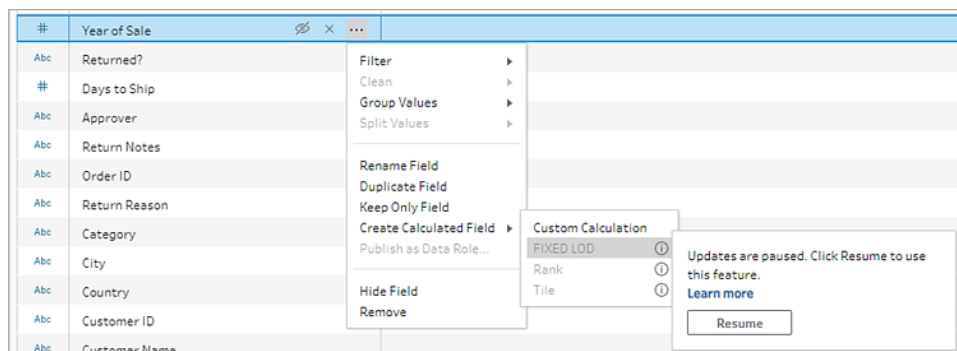 # Year of Sale
Abc Returned?
# Days to Ship
Abc Approver
Abc Return Notes
Abc Order ID
Abc Return Reason
Abc Category
Abc City
Abc Country
Abc Customer ID
Abc Customer Name
Filter
Clean
Group Values
Split Values
Rename Field
Duplicate Field
Keep Only Field
Create Calculated Field
Publish as Data Role...
Hide Field
Remove
Custom Calculation
FIXED LOD
Rank
Tile
Updates are paused. Click Resume to use
this feature.
Learn more
Resume